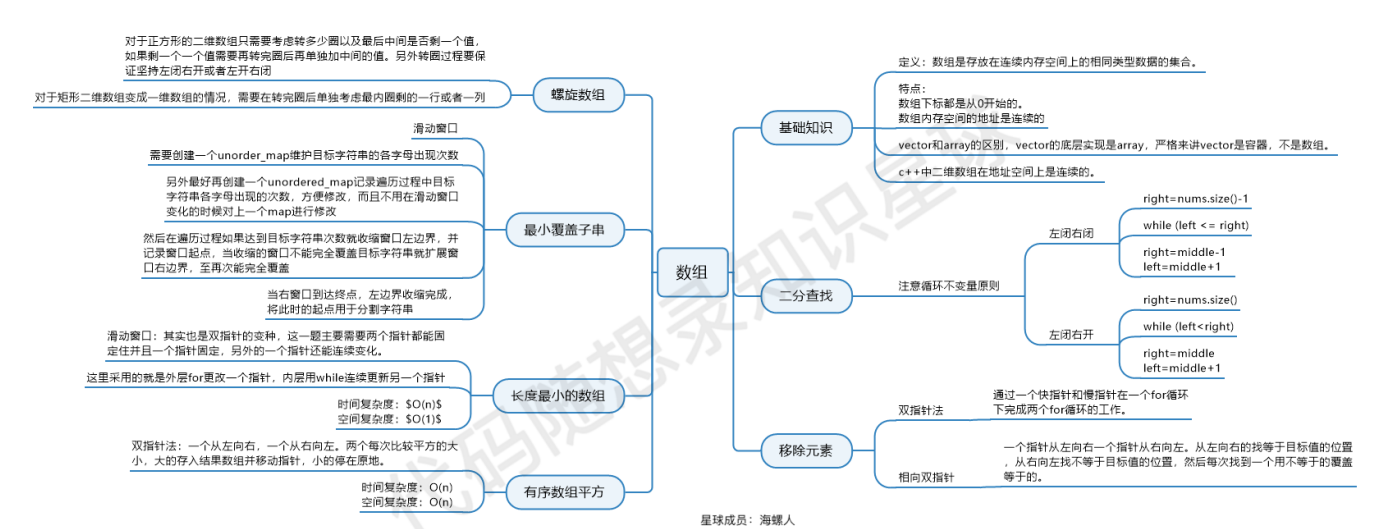 数组
基础知识
定义：数组是存放在连续内存空间上的相同类型数据的集合。
特点：
数组下标都是从0开始的。
数组内存空间的地址是连续的
vector和array的区别，vector的底层实现是array，严格来讲vector是容器，不是数组。
c++中二维数组在地址空间上是连续的。
二分查找
注意循环不变量原则
左闭右闭
right=nums.size()-1
while (left <= right)
right=middle-1
left=middle+1
左闭右开
right=nums.size()
while (left<right)
right=middle
left=middle+1
移除元素
双指针法
通过一个快指针和慢指针在一个for循环
下完成两个for循环的工作。
相向双指针
一个指针从左向右一个指针从右向左。从左向右的找等于目标值的位置
，从右向左找不等于目标值的位置，然后每次找到一个用不等于的覆盖
等于的。
螺旋数组
对于正方形的二维数组只需要考虑转多少圈以及最后中间是否剩一个值，
如果剩一个一个值需要再转完圈后再单独加中间的值。另外转圈过程要保
证坚持左闭右开或者左开右闭
对于矩形二维数组变成一维数组的情况，需要在转完圈后单独考虑最内圈剩的一行或者一列
最小覆盖子串
滑动窗口
需要创建一个unorder_map维护目标字符串的各字母出现次数
另外最好再创建一个unordered_map记录遍历过程中目标
字符串各字母出现的次数，方便修改，而且不用在滑动窗口
变化的时候对上一个map进行修改
然后在遍历过程如果达到目标字符串次数就收缩窗口左边界，并
记录窗口起点，当收缩的窗口不能完全覆盖目标字符串就扩展窗
口右边界，至再次能完全覆盖
当右窗口到达终点，左边界收缩完成，
将此时的起点用于分割字符串
长度最小的数组
滑动窗口：其实也是双指针的变种，这一题主要需要两个指针都能固
定住并且一个指针固定，另外的一个指针还能连续变化。
这里采用的就是外层for更改一个指针，内层用while连续更新另一个指针
时间复杂度：$O(n)$
空间复杂度：$O(1)$
有序数组平方
双指针法：一个从左向右，一个从右向左。两个每次比较平方的大
小，大的存入结果数组并移动指针，小的停在原地。
时间复杂度：O(n)
空间复杂度：O(n)
代码随想录知识星球
星球成员：海螺人